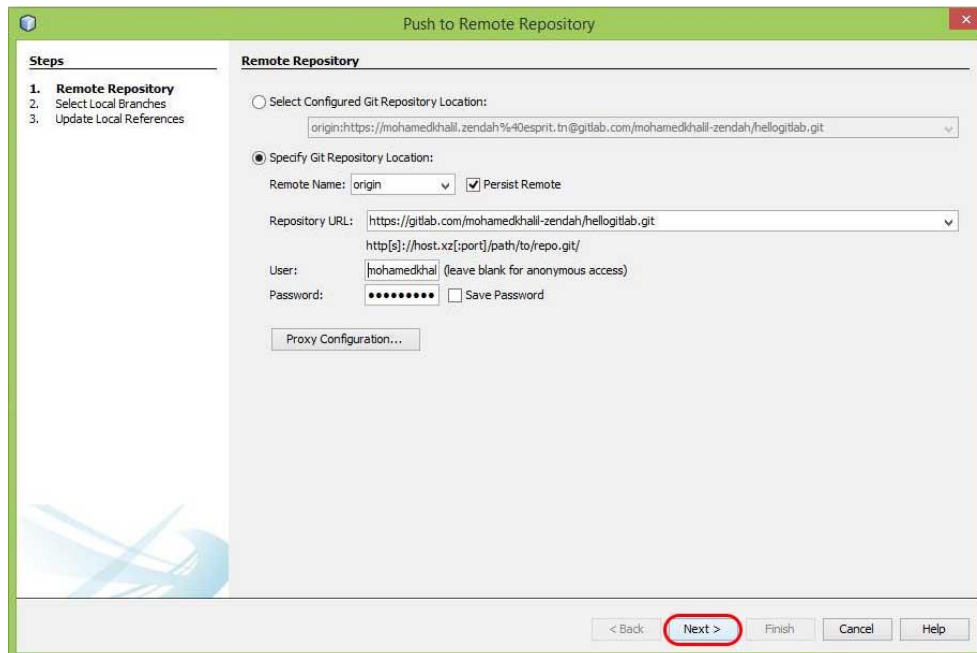 Push to Remote Repository
Steps
1. Remote Repository
2. Select Local Branches
3. Update Local References
Remote Repository
Select Configured Git Repository Location:
origin:https://mohamedkhalil.zendah%40esprit.tn@gitlab.com/mohamedkhalil-zendah/hellogitlab.git
Specify Git Repository Location:
Remote Name: origin Persist Remote
Repository URL: https://gitlab.com/mohamedkhalil-zendah/hellogitlab.git
http[s]://host.xz[:port]/path/to/repo.git/
User: mohamedkhal (leave blank for anonymous access)
Password: ●●●●●●●●● Save Password
Proxy Configuration...
< Back Next > Finish Cancel Help